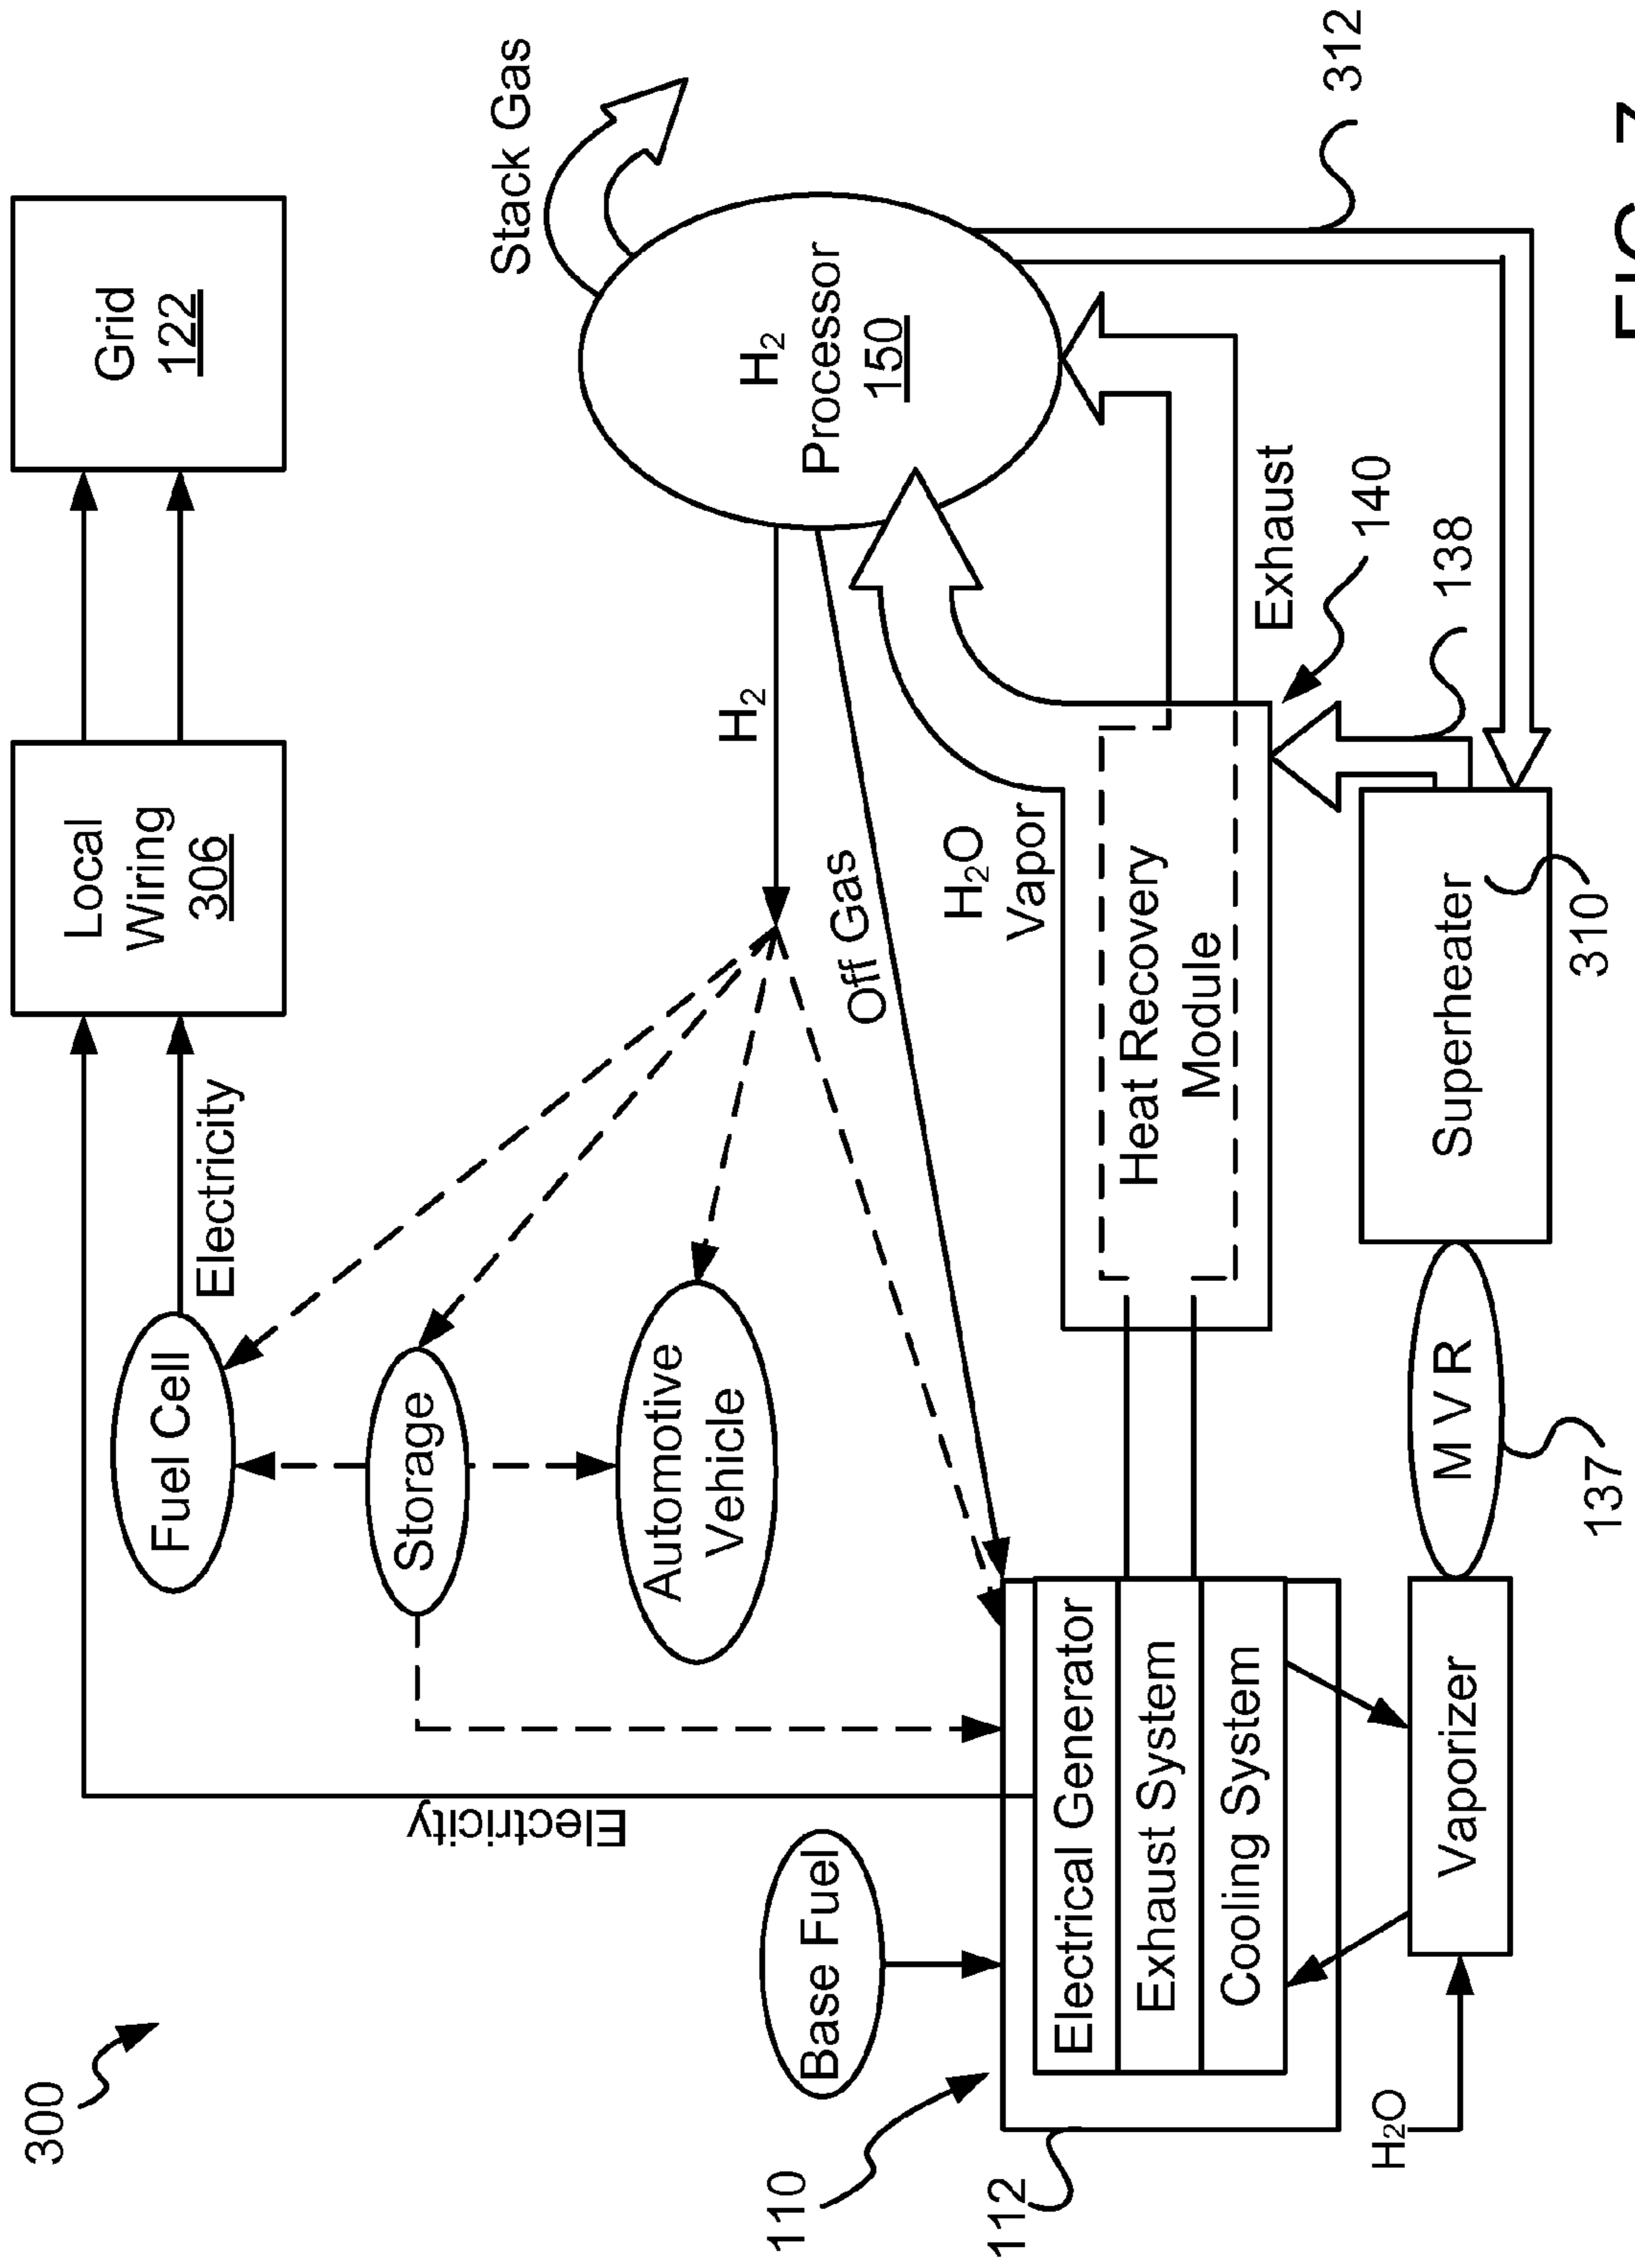 300
Local
Wiring
306
Grid
122
Fuel Cell
Electricity
Storage
Electricity
Stack Gas
Automotive
Vehicle
H₂
H₂
Processor
150
Base Fuel
Off Gas
110
112
Electrical Generator
Exhaust System
Cooling System
H₂O
Vapor
Heat Recovery
Module
Exhaust
140
312
138
H₂O
Vaporizer
M V R
137
Superheater
310
FIG